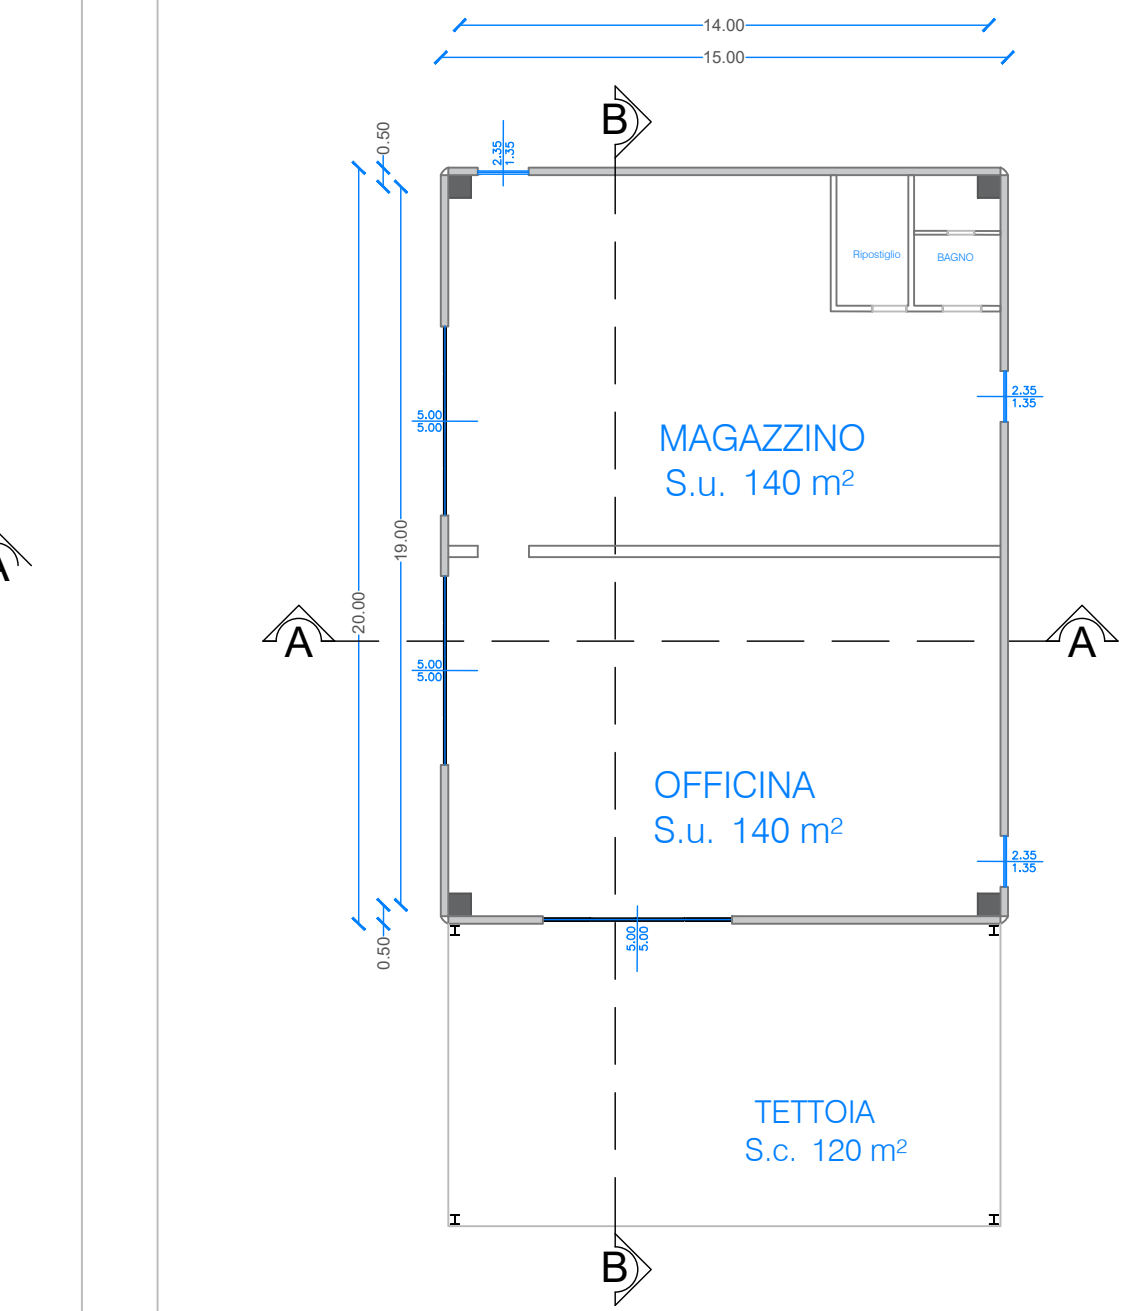 14.00
15.00
B
0.50
2.35
1.35
Ripostiglio
BAGNO
2.35
1.35
5.00
5.00
MAGAZZINO
S.u. 140 m²
19.00
A
20.00
A
A
5.00
5.00
OFFICINA
S.u. 140 m²
2.35
1.35
0.50
5.00
5.00
TETTOIA
S.c. 120 m²
B